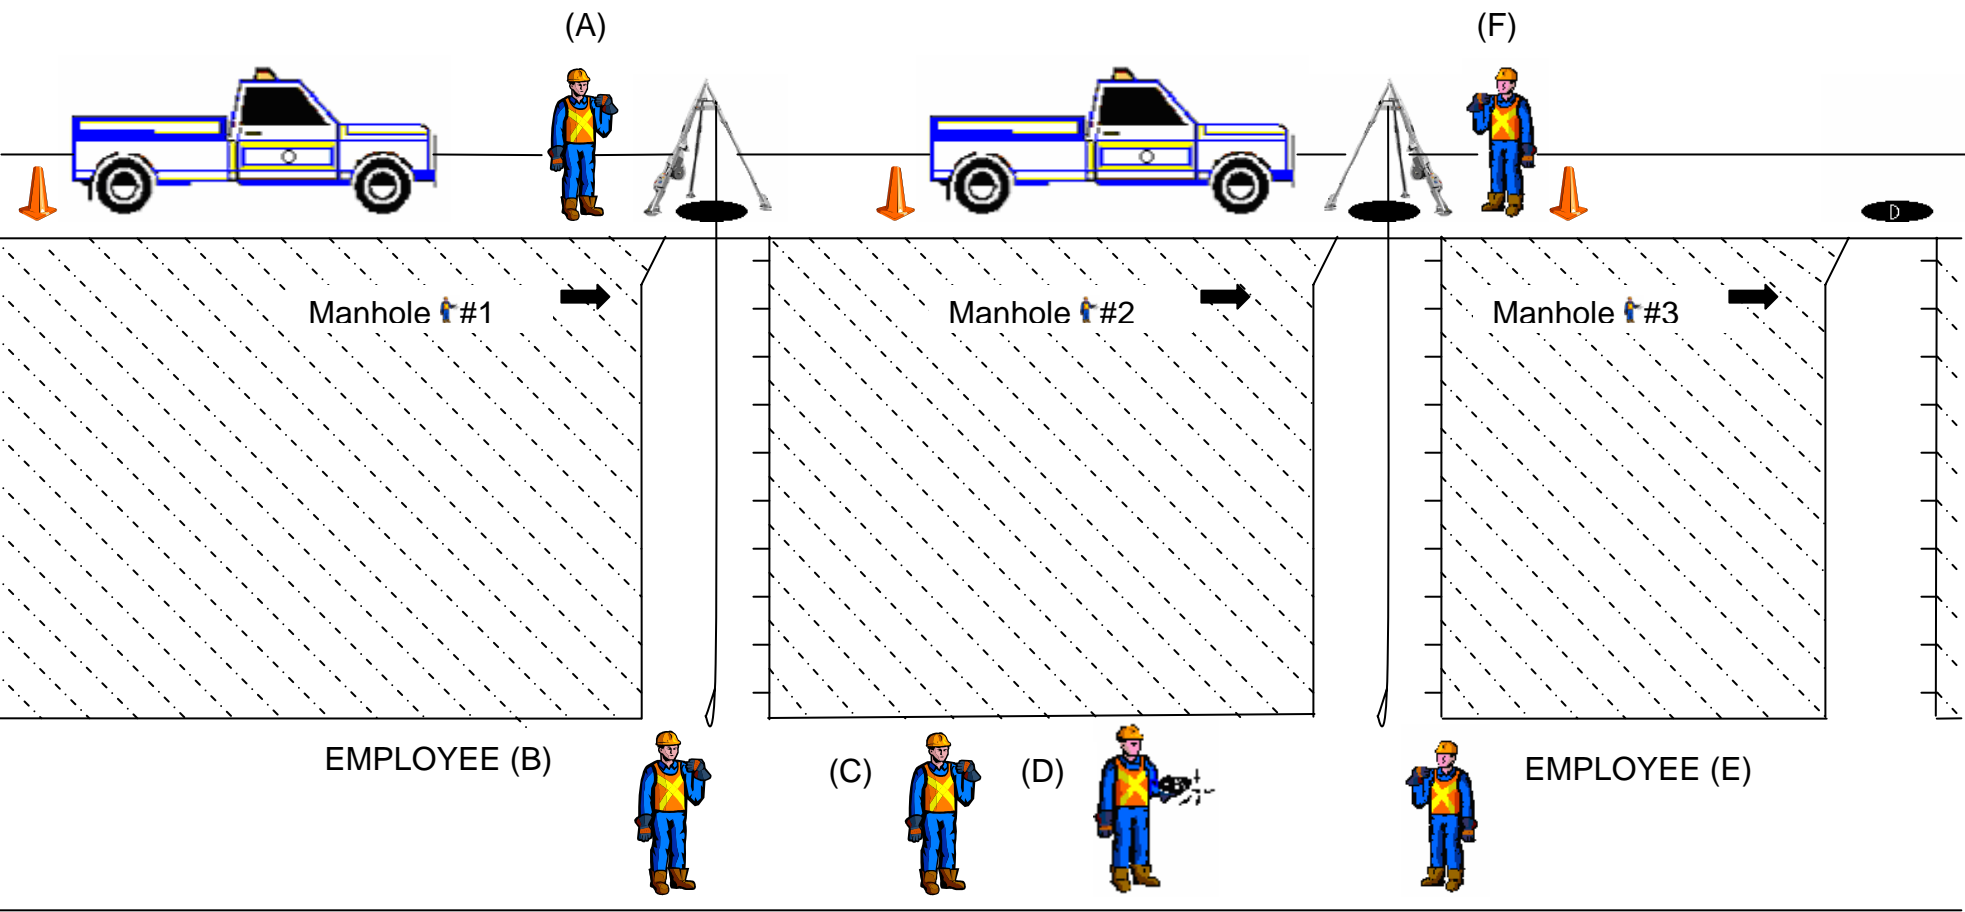 (A)
(F)
D
Manhole #1
Manhole #2
Manhole #3
EMPLOYEE (B)
(C)
(D)
EMPLOYEE (E)